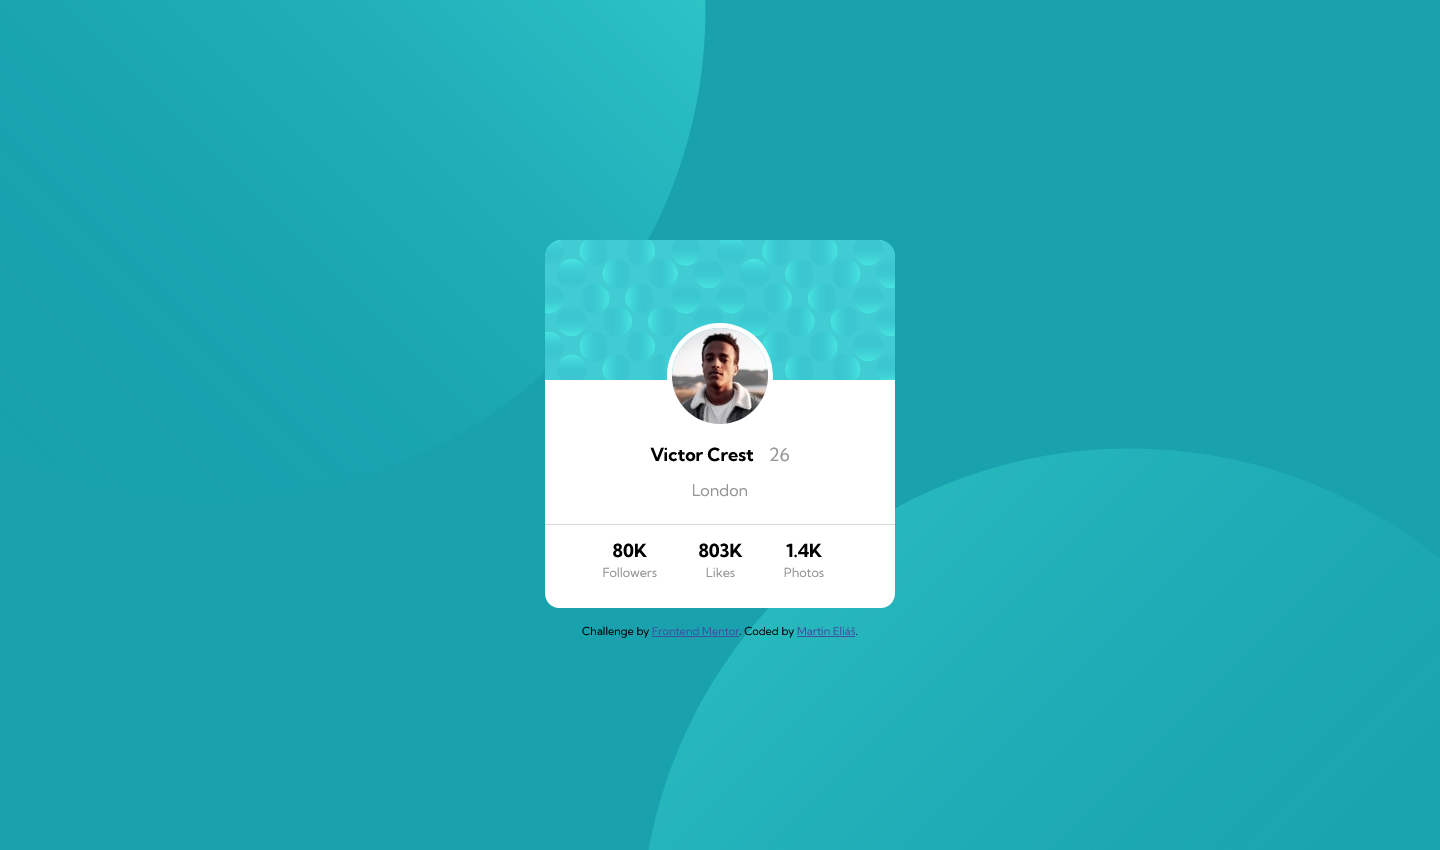 Victor Crest 26
London
80K 803K 1.4K
Followers Likes Photos
Challenge by Frontend Mentor. Coded by Martin Eliáš.